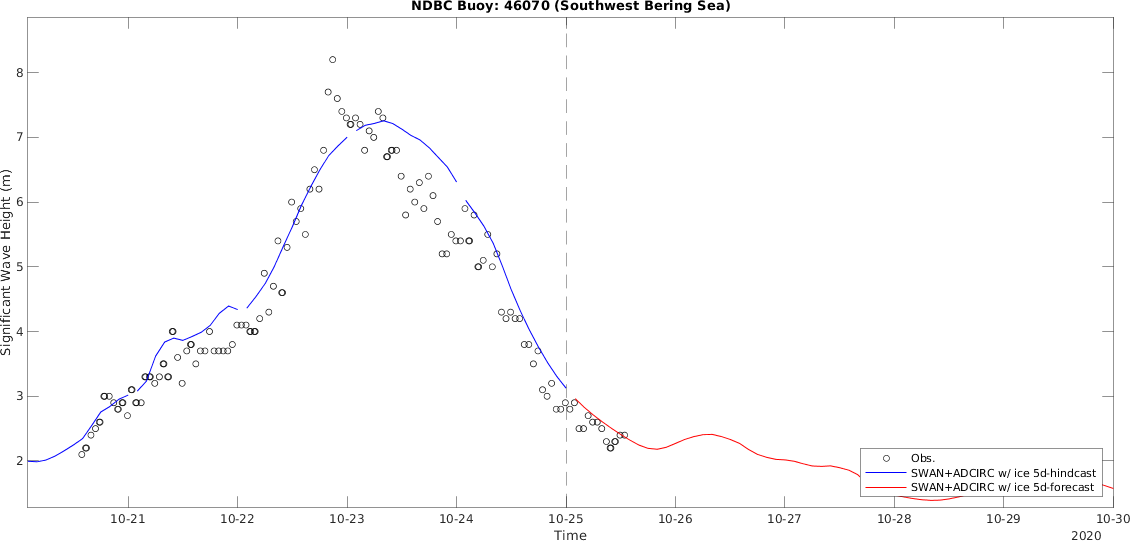 NDBC Buoy: 46070 (Southwest Bering Sea)
Significant Wave Height (m)
8
7
6
5
4
3
2
Obs.
SWAN+ADCIRC w/ ice 5d-hindcast
SWAN+ADCIRC w/ ice 5d-forecast
10-21 10-22 10-23 10-24 10-25 10-26 10-27 10-28 10-29 10-30
Time
2020